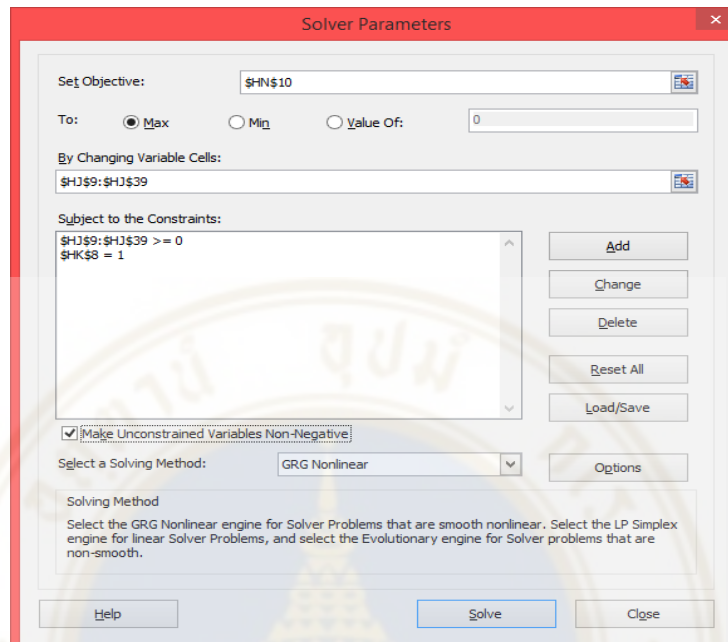 Solver Parameters
Set Objective: $HN$10
To: Max Min Value Of: 0
By Changing Variable Cells:
$HJ$9:$HJ$39
Subject to the Constraints:
$HJ$9:$HJ$39 >= 0
$HK$8 = 1
Add
Change
Delete
Reset All
Load/Save
Make Unconstrained Variables Non-Negative
Select a Solving Method: GRG Nonlinear Options
Solving Method
Select the GRG Nonlinear engine for Solver Problems that are smooth nonlinear. Select the LP Simplex
engine for linear Solver Problems, and select the Evolutionary engine for Solver problems that are
non-smooth.
Help Solve Close